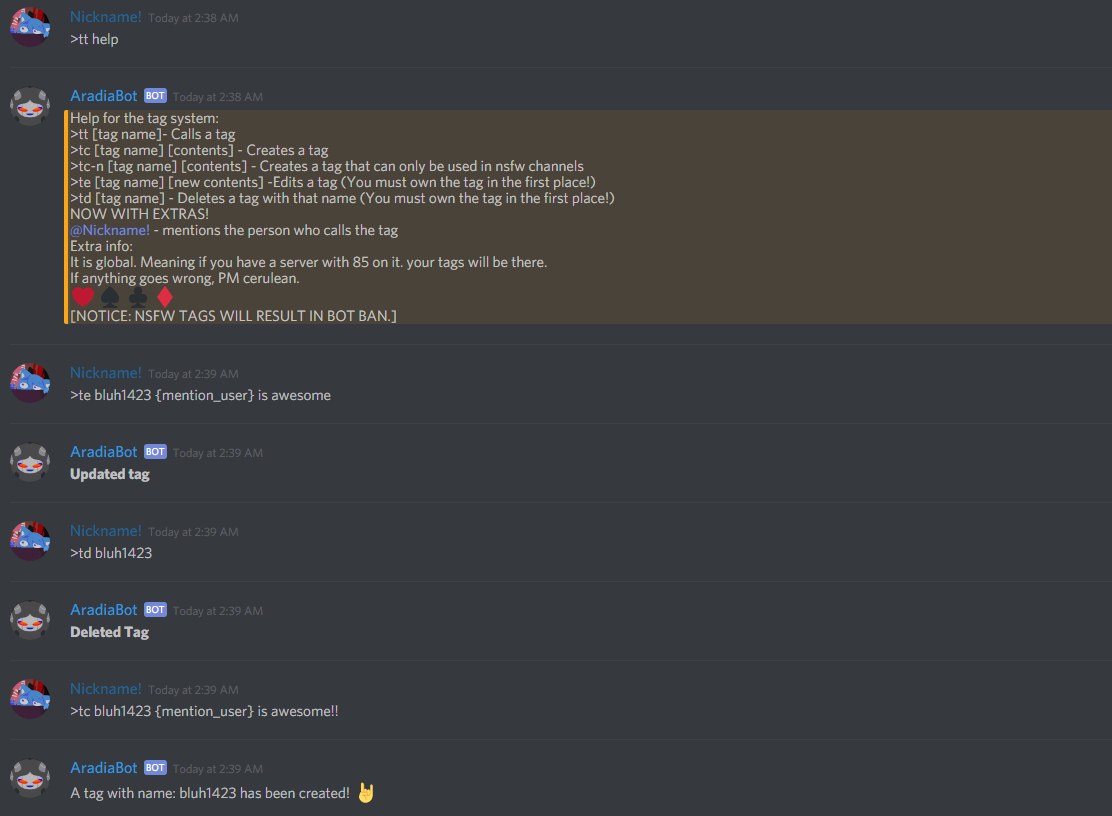 Nickname! Today at 2:38 AM
>tt help
AradiaBot BOT Today at 2:38 AM
Help for the tag system:
>tt [tag name]- Calls a tag
>tc [tag name] [contents] - Creates a tag
>tc-n [tag name] [contents] - Creates a tag that can only be used in nsfw channels
>te [tag name] [new contents] -Edits a tag (You must own the tag in the first place!)
>td [tag name] - Deletes a tag with that name (You must own the tag in the first place!)
NOW WITH EXTRAS!
@Nickname! - mentions the person who calls the tag
Extra info:
It is global. Meaning if you have a server with 85 on it. your tags will be there.
If anything goes wrong, PM cerulean.
[NOTICE: NSFW TAGS WILL RESULT IN BOT BAN.]
Nickname! Today at 2:39 AM
>te bluh1423 {mention_user} is awesome
AradiaBot BOT Today at 2:39 AM
Updated tag
Nickname! Today at 2:39 AM
>td bluh1423
AradiaBot BOT Today at 2:39 AM
Deleted Tag
Nickname! Today at 2:39 AM
>tc bluh1423 {mention_user} is awesome!!
AradiaBot BOT Today at 2:39 AM
A tag with name: bluh1423 has been created!